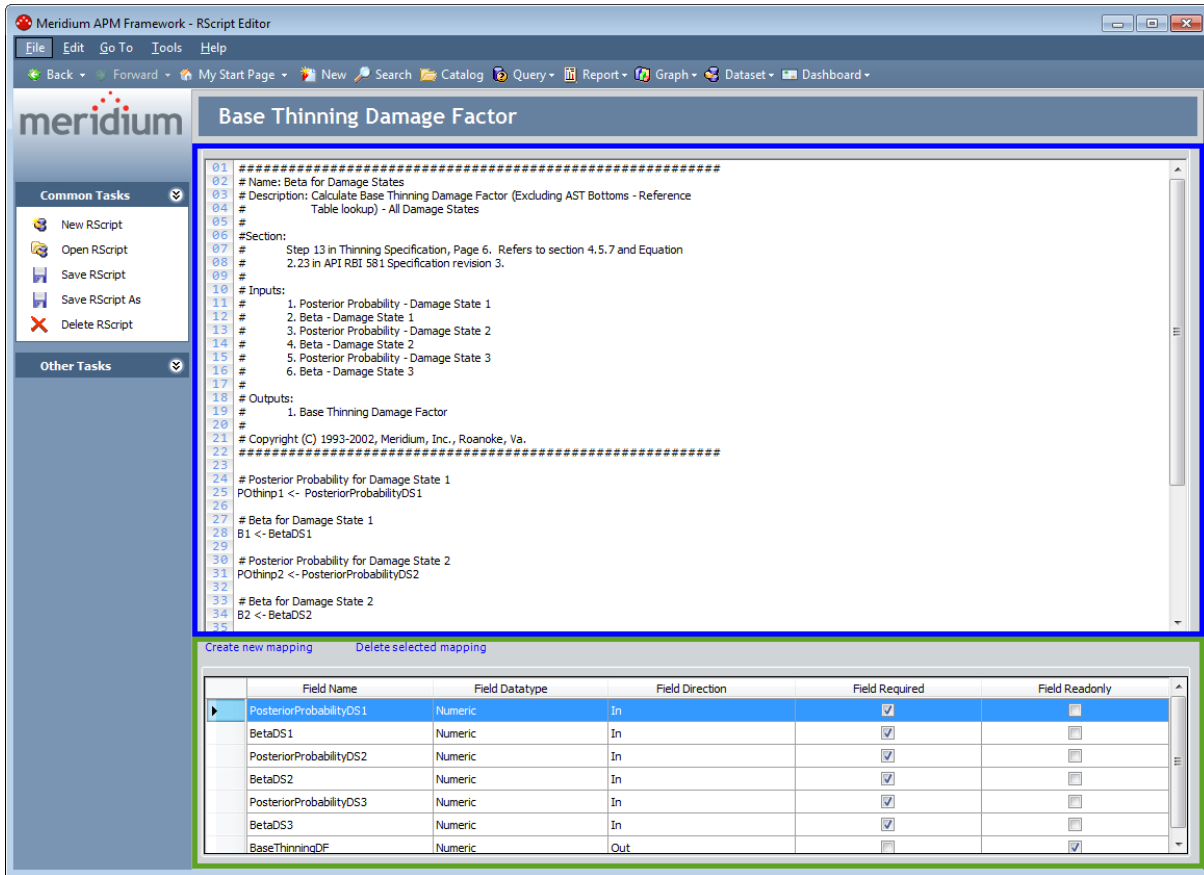 Meridium APM Framework - RScript Editor
File Edit Go To Tools Help
Back Forward My Start Page New Search Catalog Query Report Graph Dataset Dashboard
meridium
Base Thinning Damage Factor
Common Tasks
New RScript
Open RScript
Save RScript
Save RScript As
Delete RScript
Other Tasks
01 ##########################################################
02 # Name: Beta for Damage States
03 # Description: Calculate Base Thinning Damage Factor (Excluding AST Bottoms - Reference
04 # Table lookup) - All Damage States
05 #
06 #Section:
07 # Step 13 in Thinning Specification, Page 6. Refers to section 4.5.7 and Equation
08 # 2.23 in API RBI 581 Specification revision 3.
09 #
10 # Inputs:
11 # 1. Posterior Probability - Damage State 1
12 # 2. Beta - Damage State 1
13 # 3. Posterior Probability - Damage State 2
14 # 4. Beta - Damage State 2
15 # 5. Posterior Probability - Damage State 3
16 # 6. Beta - Damage State 3
17 #
18 # Outputs:
19 # 1. Base Thinning Damage Factor
20 #
21 # Copyright (C) 1993-2002, Meridium, Inc., Roanoke, Va.
22 ##########################################################
23
24 # Posterior Probability for Damage State 1
25 POthinp1 <- PosteriorProbabilityDS1
26
27 # Beta for Damage State 1
28 B1 <- BetaDS1
29
30 # Posterior Probability for Damage State 2
31 POthinp2 <- PosteriorProbabilityDS2
32
33 # Beta for Damage State 2
34 B2 <- BetaDS2
35
Create new mapping Delete selected mapping
Field Name Field Datatype Field Direction Field Required Field Readonly
PosteriorProbabilityDS1 Numeric In
BetaDS1 Numeric In
PosteriorProbabilityDS2 Numeric In
BetaDS2 Numeric In
PosteriorProbabilityDS3 Numeric In
BetaDS3 Numeric In
BaseThinningDF Numeric Out